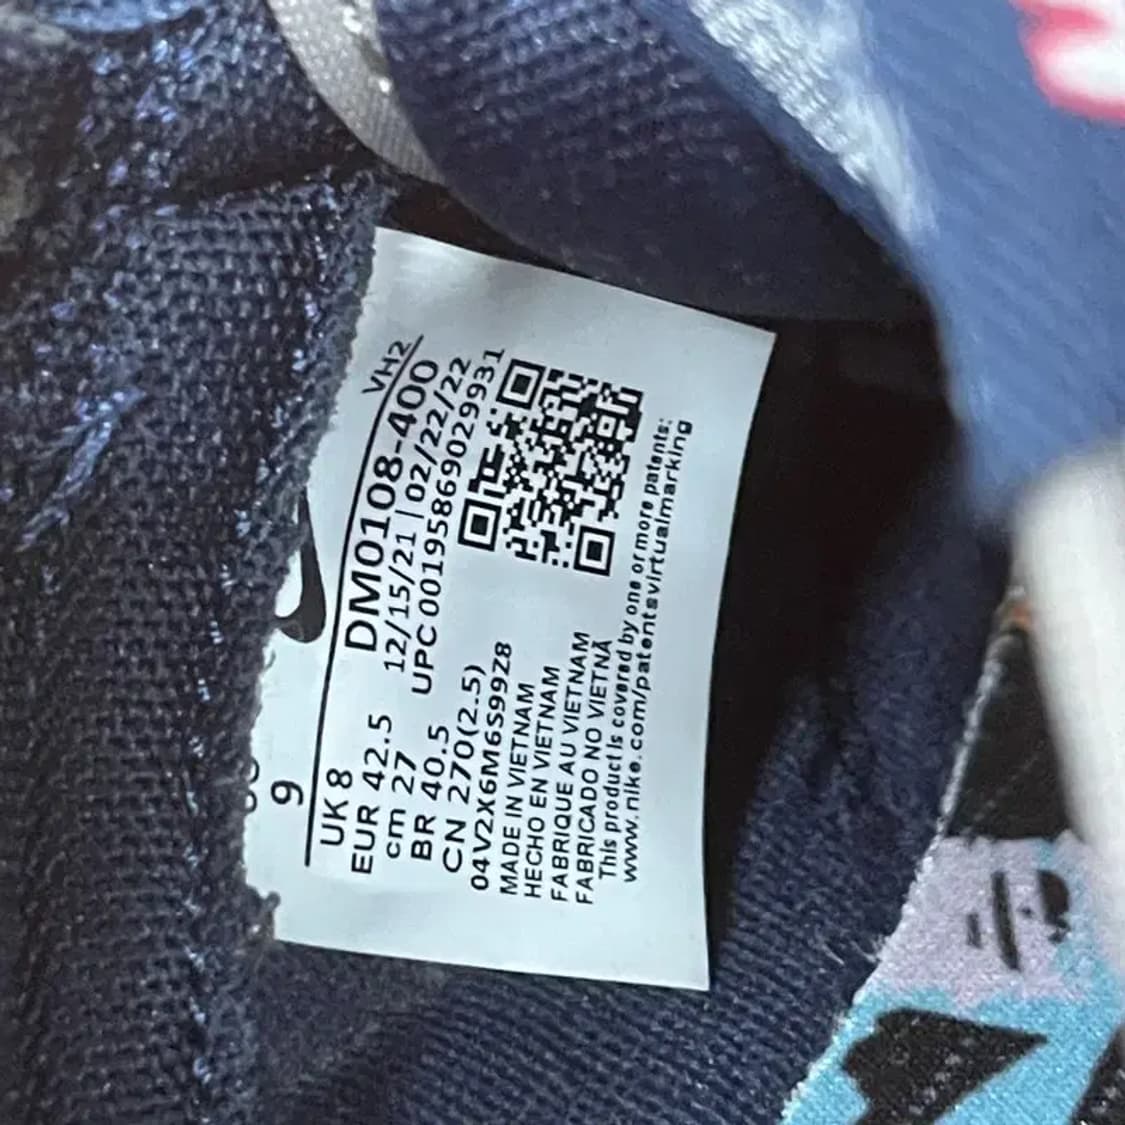 9
VH2
UK 8
DM0108-400
EUR 42.5
12/15/21 | 02/22/22
cm 27
UPC 00195869029931
BR 40.5
CN 270(2.5)
04V2X6M6S99Z8
MADE IN VIETNAM
HECHO EN VIETNAM
FABRIQUE AU VIETNAM
FABRICADO NO VIETNÃ
This product is covered by one or more patents:
www.nike.com/patentsvirtualmarking